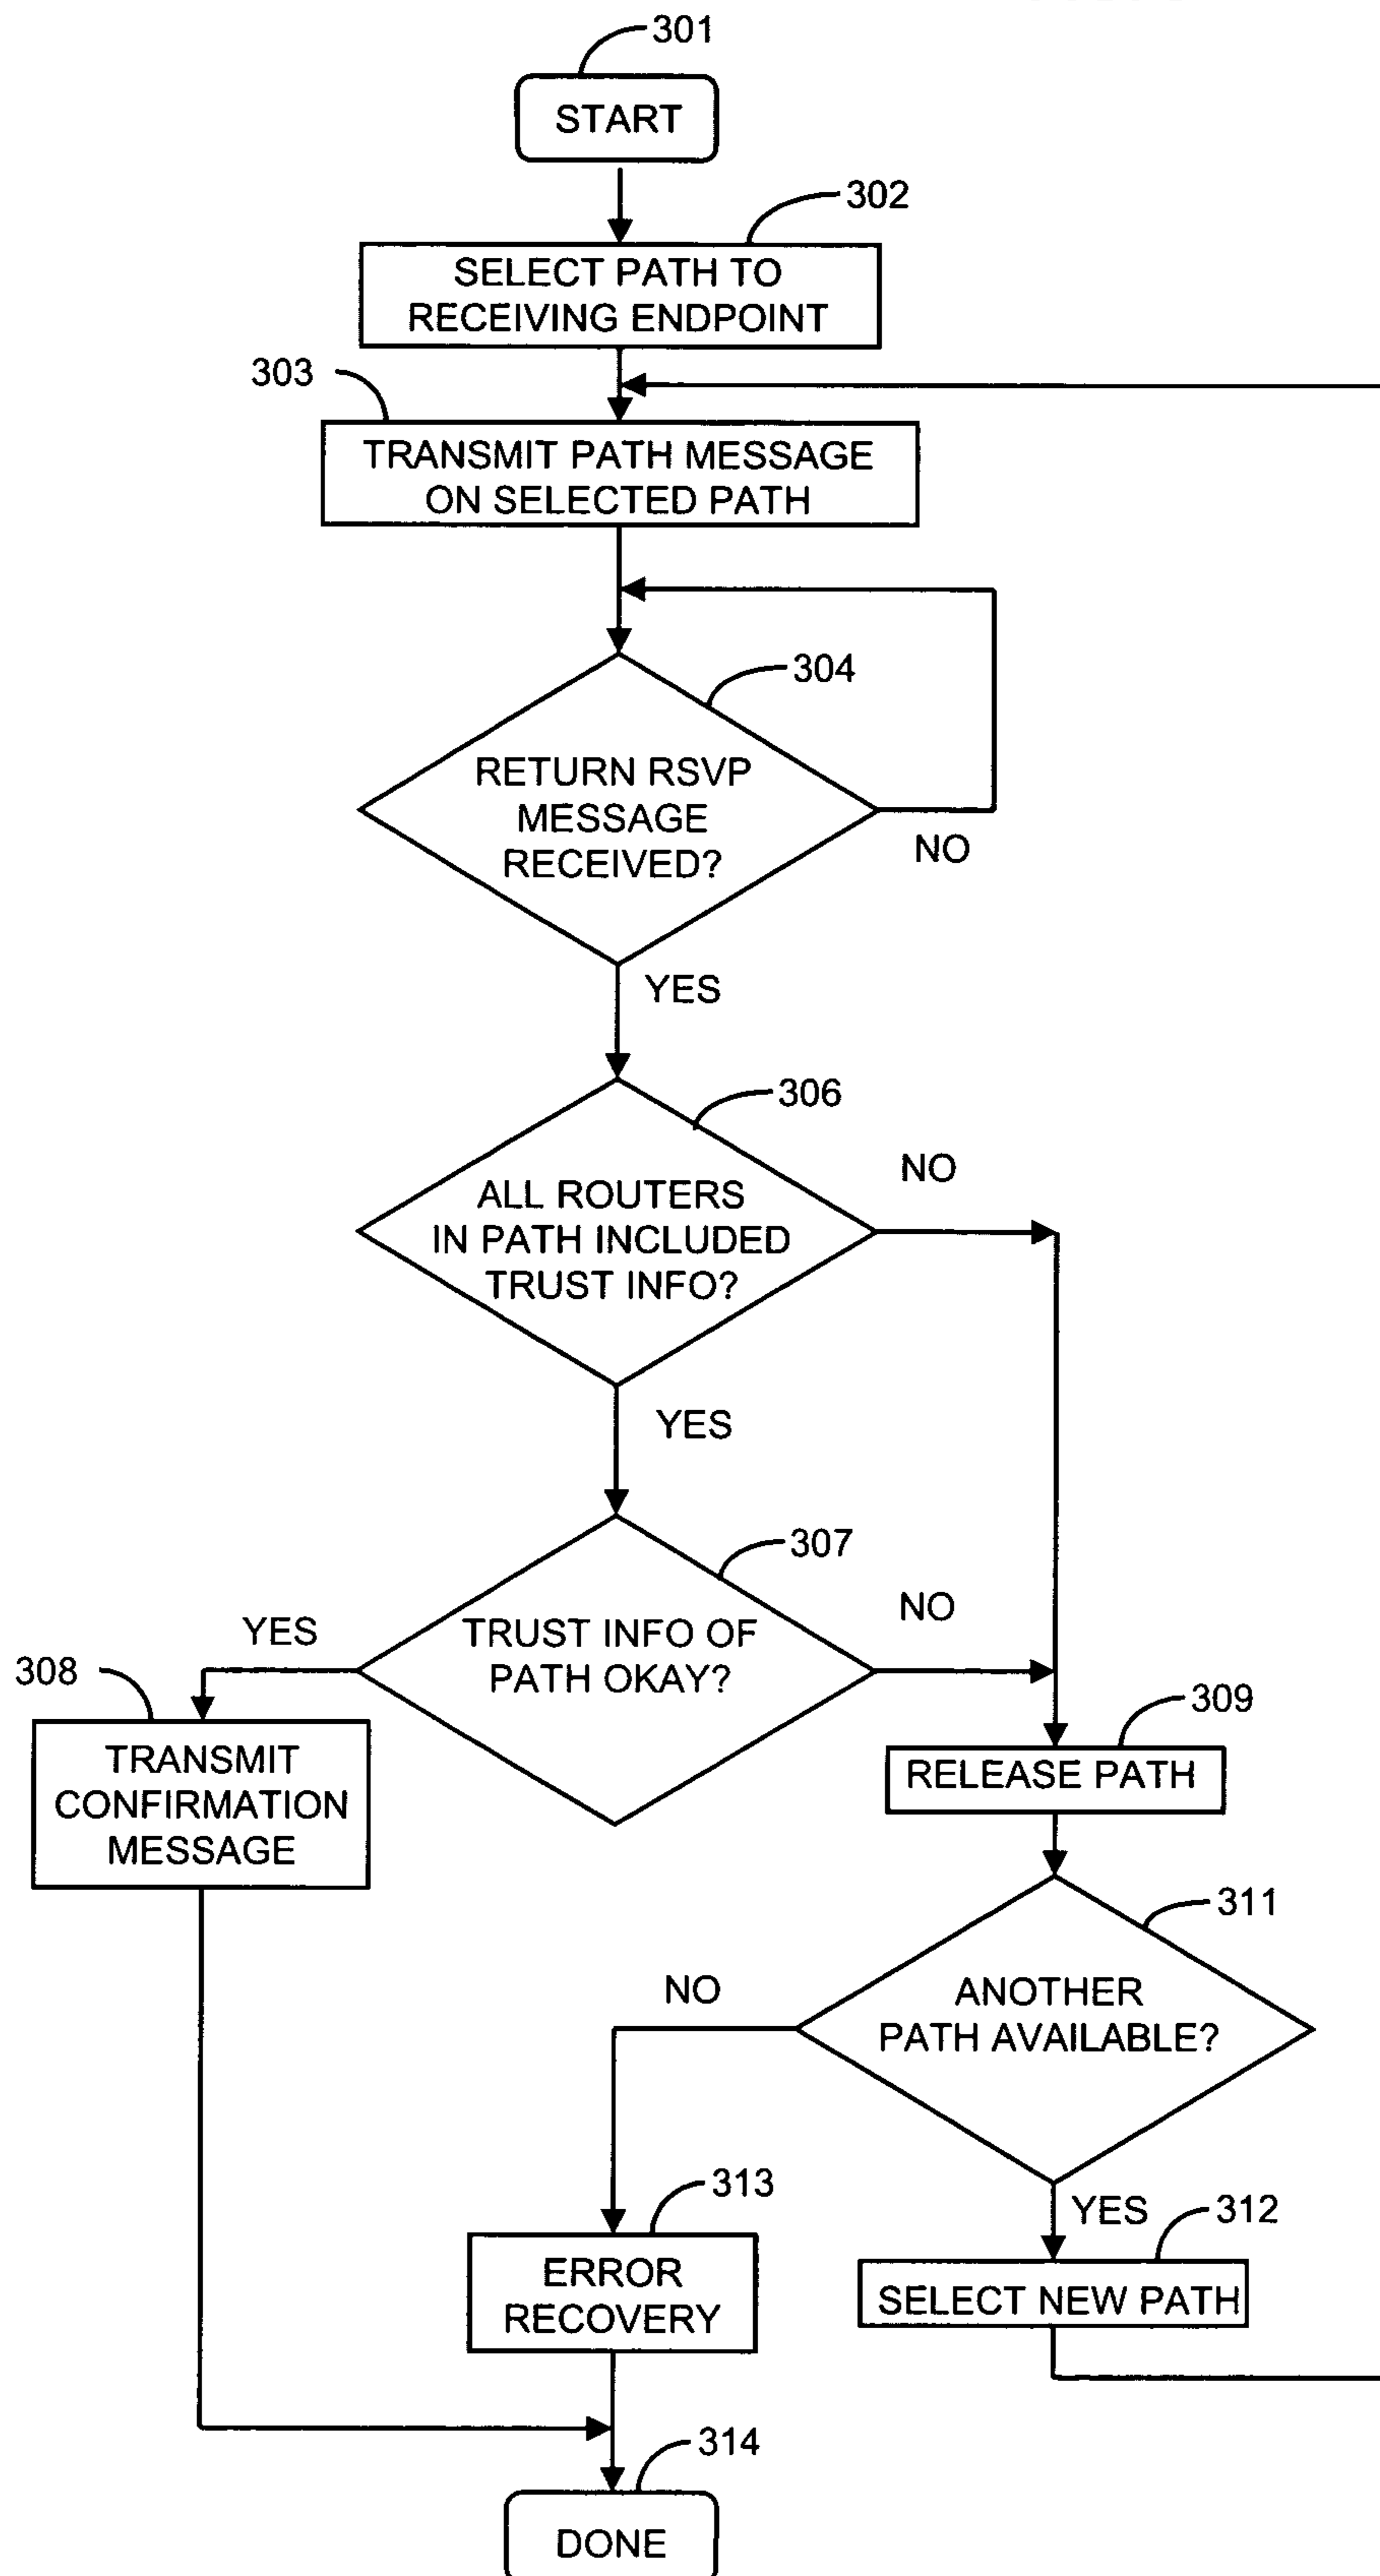 301
START
302
SELECT PATH TO
RECEIVING ENDPOINT
303
TRANSMIT PATH MESSAGE
ON SELECTED PATH
304
RETURN RSVP
MESSAGE
RECEIVED?
NO
YES
306
ALL ROUTERS
IN PATH INCLUDED
TRUST INFO?
NO
YES
307
TRUST INFO OF
PATH OKAY?
YES
NO
308
TRANSMIT
CONFIRMATION
MESSAGE
309
RELEASE PATH
311
ANOTHER
PATH AVAILABLE?
NO
YES
313
ERROR
RECOVERY
312
SELECT NEW PATH
314
DONE